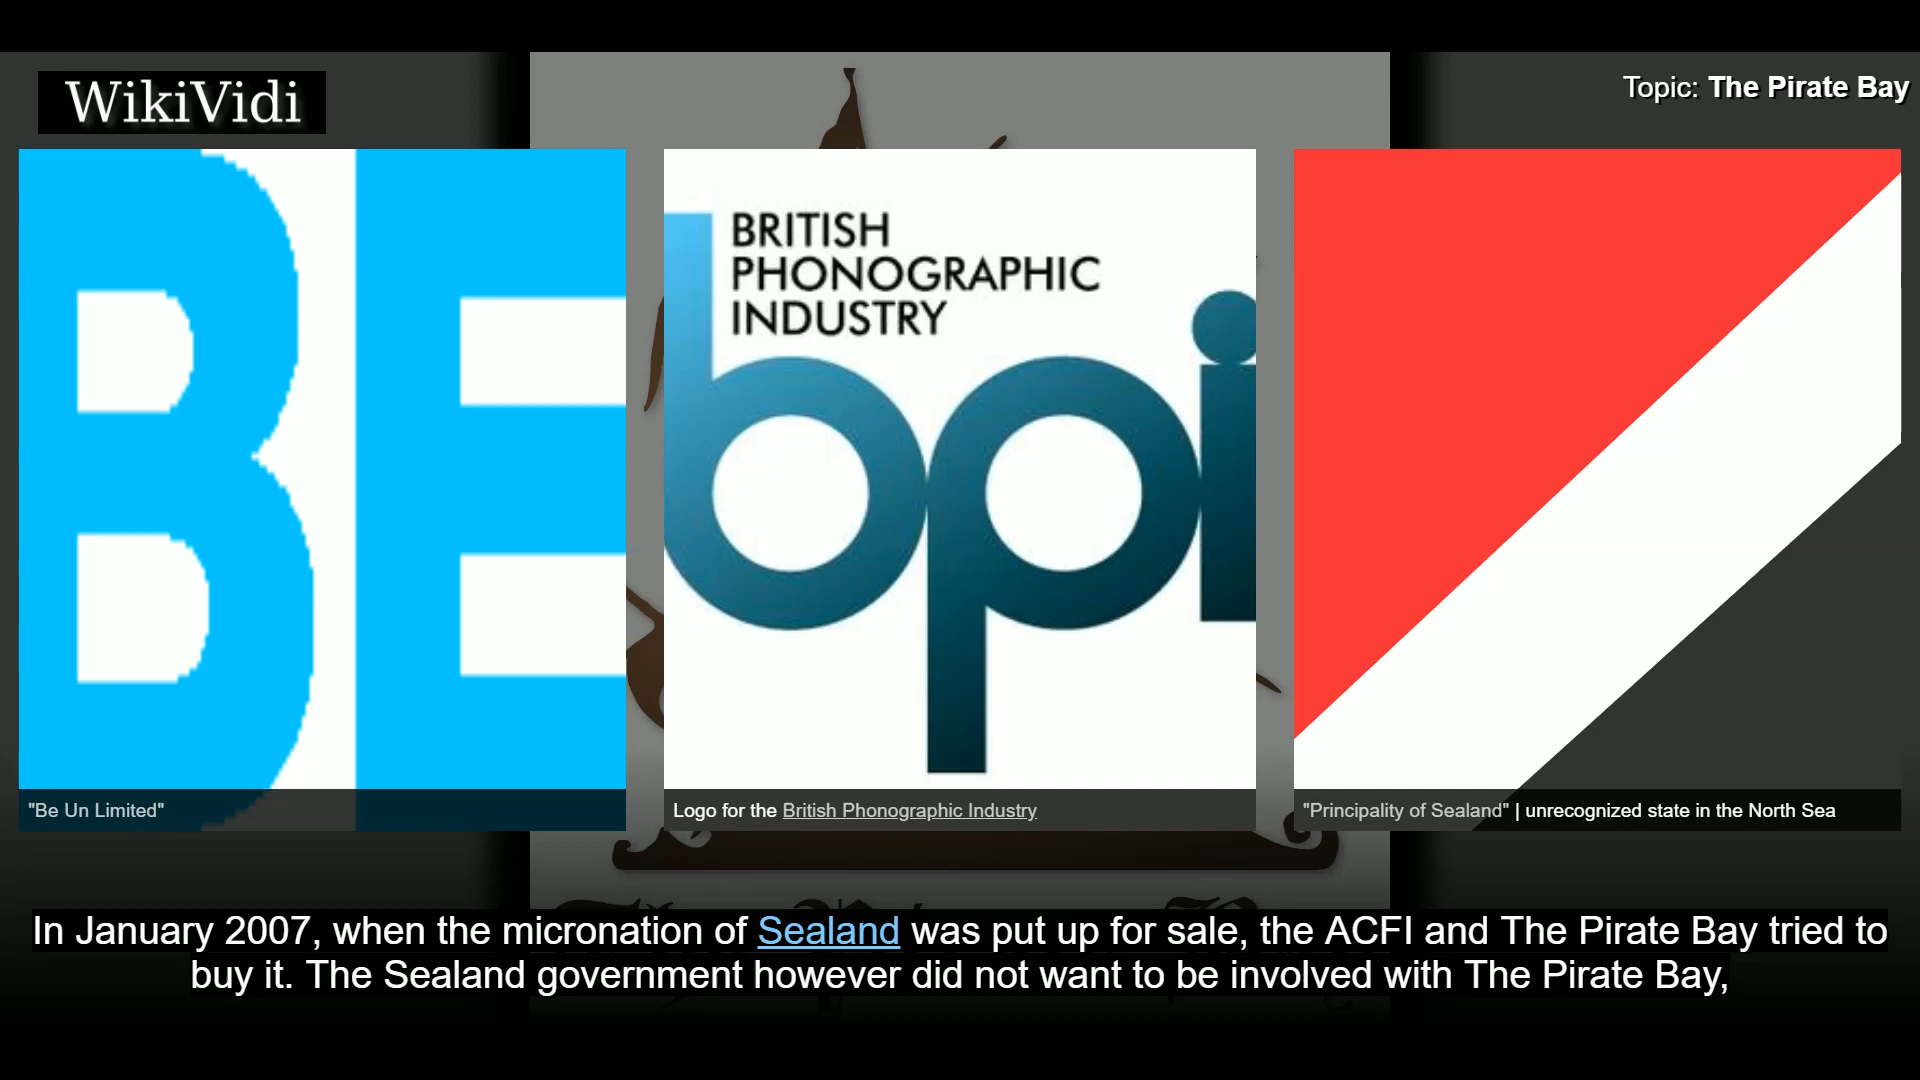 WikiVidi
Topic: The Pirate Bay
BE
BRITISH
PHONOGRAPHIC
INDUSTRY
bpi
"Be Un Limited"
Logo for the British Phonographic Industry
"Principality of Sealand" | unrecognized state in the North Sea
In January 2007, when the micronation of Sealand was put up for sale, the ACFI and The Pirate Bay tried to
buy it. The Sealand government however did not want to be involved with The Pirate Bay,